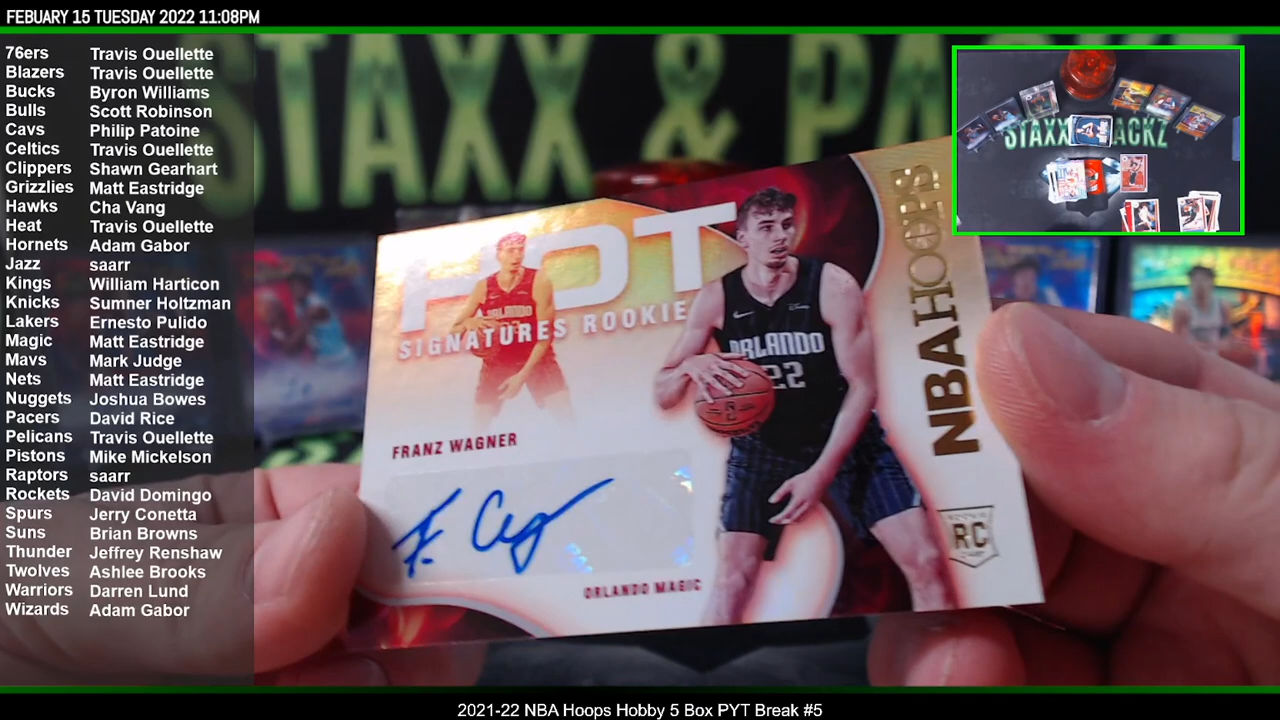 FEBUARY 15 TUESDAY 2022 11:08PM
76ers Travis Ouellette
Blazers Travis Ouellette
Bucks Byron Williams
Bulls Scott Robinson
Cavs Philip Patoine
Celtics Travis Ouellette
Clippers Shawn Gearhart
Grizzlies Matt Eastridge
Hawks Cha Vang
Heat Travis Ouellette
Hornets Adam Gabor
Jazz saarr
Kings William Harticon
Knicks Sumner Holtzman
Lakers Ernesto Pulido
Magic Matt Eastridge
Mavs Mark Judge
Nets Matt Eastridge
Nuggets Joshua Bowes
Pacers David Rice
Pelicans Travis Ouellette
Pistons Mike Mickelson
Raptors saarr
Rockets David Domingo
Spurs Jerry Conetta
Suns Brian Browns
Thunder Jeffrey Renshaw
Twolves Ashlee Brooks
Warriors Darren Lund
Wizards Adam Gabor
STAXX & PA
STAXX ACKZ
HOT
SIGNATURES ROOKIE
ORLANDO
ORLANDO
22
NBA HOOPS
FRANZ WAGNER
RC
ORLANDO MAGIC
2021-22 NBA Hoops Hobby 5 Box PYT Break #5